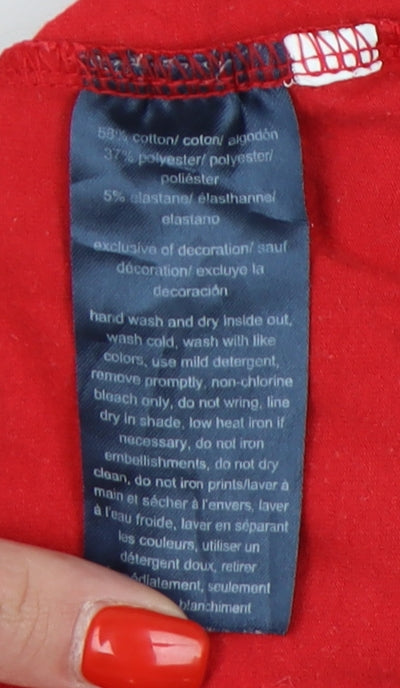 58% cotton/ coton/ algodón
37% polyester/ polyester/
poliéster
5% elastane/ élasthanne/
elastano
exclusive of decoration/ sauf
décoration/ excluye la
decoración
hand wash and dry inside out,
wash cold, wash with like
colors, use mild detergent,
remove promptly, non-chlorine
bleach only, do not wring, line
dry in shade, low heat iron if
necessary, do not iron
embellishments, do not dry
clean, do not iron prints/laver à
main et sécher à l'envers, laver
à l'eau froide, laver en séparant
les couleurs, utiliser un
détergent doux, retirer
seulement
blanchiment